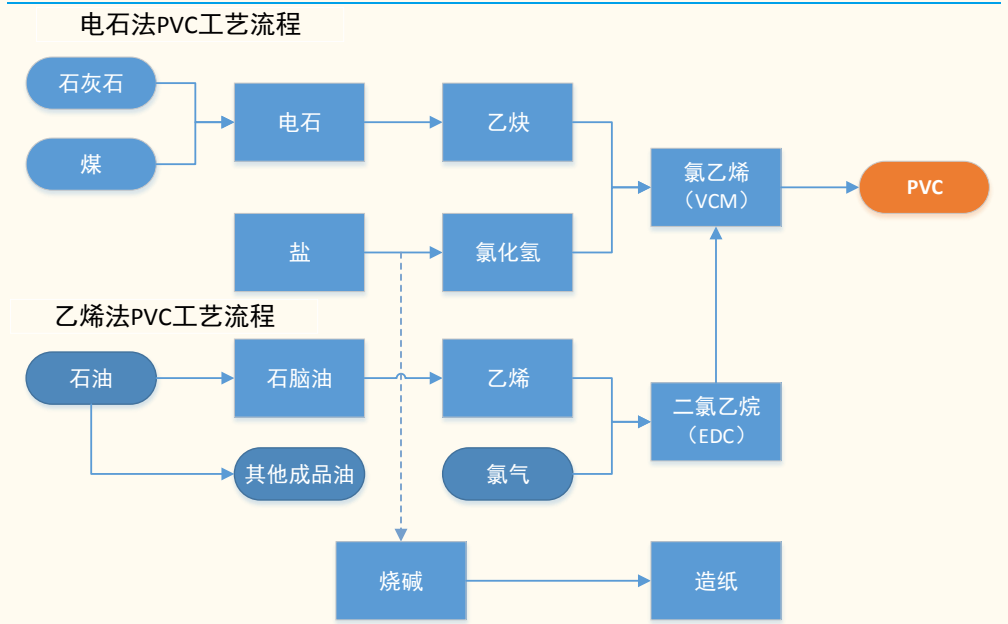 电石法PVC工艺流程
石灰石
煤
电石
乙炔
氯乙烯
（VCM）
PVC
盐
氯化氢
乙烯法PVC工艺流程
石油
石脑油
乙烯
二氯乙烷
（EDC）
其他成品油
氯气
烧碱
造纸